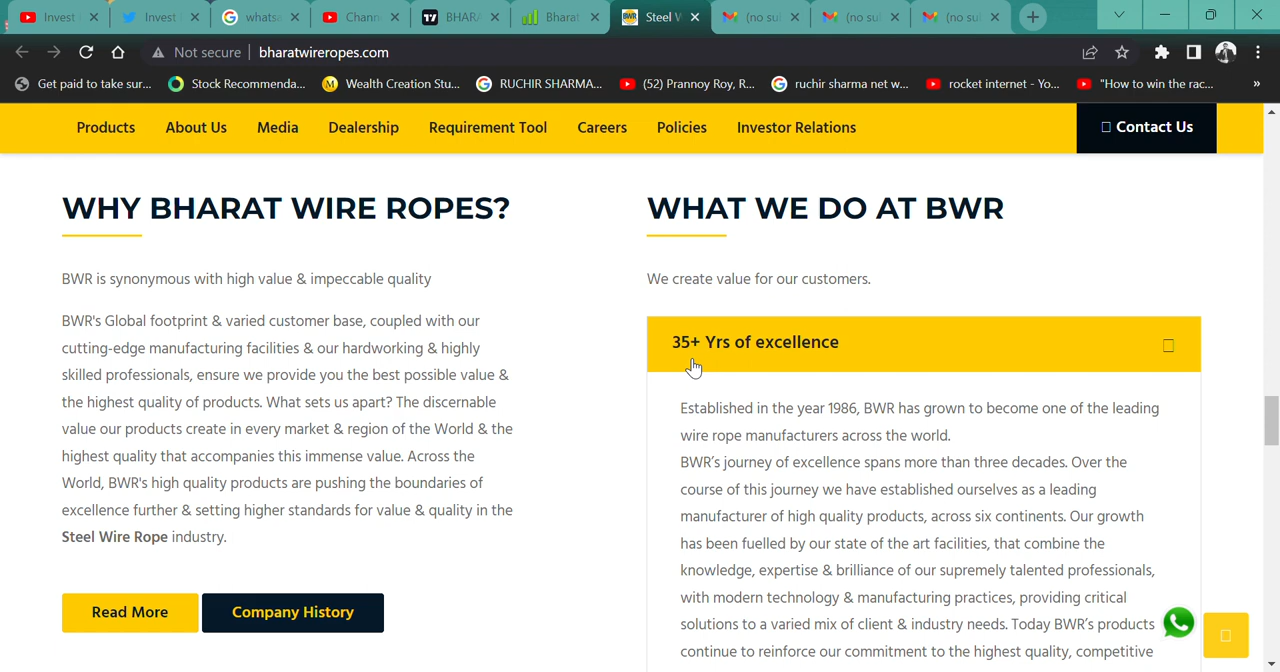 Invest
Invest
whats
Chann
BHAR
Bharat
Steel W
(no su
(no su
(no su
Not secure
bharatwireropes.com
Get paid to take sur...
Stock Recommenda...
Wealth Creation Stu...
RUCHIR SHARMA...
(52) Prannoy Roy, R...
ruchir sharma net w...
rocket internet - Yo...
"How to win the rac...
»
Products
About Us
Media
Dealership
Requirement Tool
Careers
Policies
Investor Relations
Contact Us
WHY BHARAT WIRE ROPES?
BWR is synonymous with high value & impeccable quality
BWR's Global footprint & varied customer base, coupled with our
cutting-edge manufacturing facilities & our hardworking & highly
skilled professionals, ensure we provide you the best possible value &
the highest quality of products. What sets us apart? The discernable
value our products create in every market & region of the World & the
highest quality that accompanies this immense value. Across the
World, BWR's high quality products are pushing the boundaries of
excellence further & setting higher standards for value & quality in the
Steel Wire Rope industry.
Read More
Company History
WHAT WE DO AT BWR
We create value for our customers.
35+ Yrs of excellence
Established in the year 1986, BWR has grown to become one of the leading
wire rope manufacturers across the world.
BWR’s journey of excellence spans more than three decades. Over the
course of this journey we have established ourselves as a leading
manufacturer of high quality products, across six continents. Our growth
has been fuelled by our state of the art facilities, that combine the
knowledge, expertise & brilliance of our supremely talented professionals,
with modern technology & manufacturing practices, providing critical
solutions to a varied mix of client & industry needs. Today BWR’s products
continue to reinforce our commitment to the highest quality, competitive